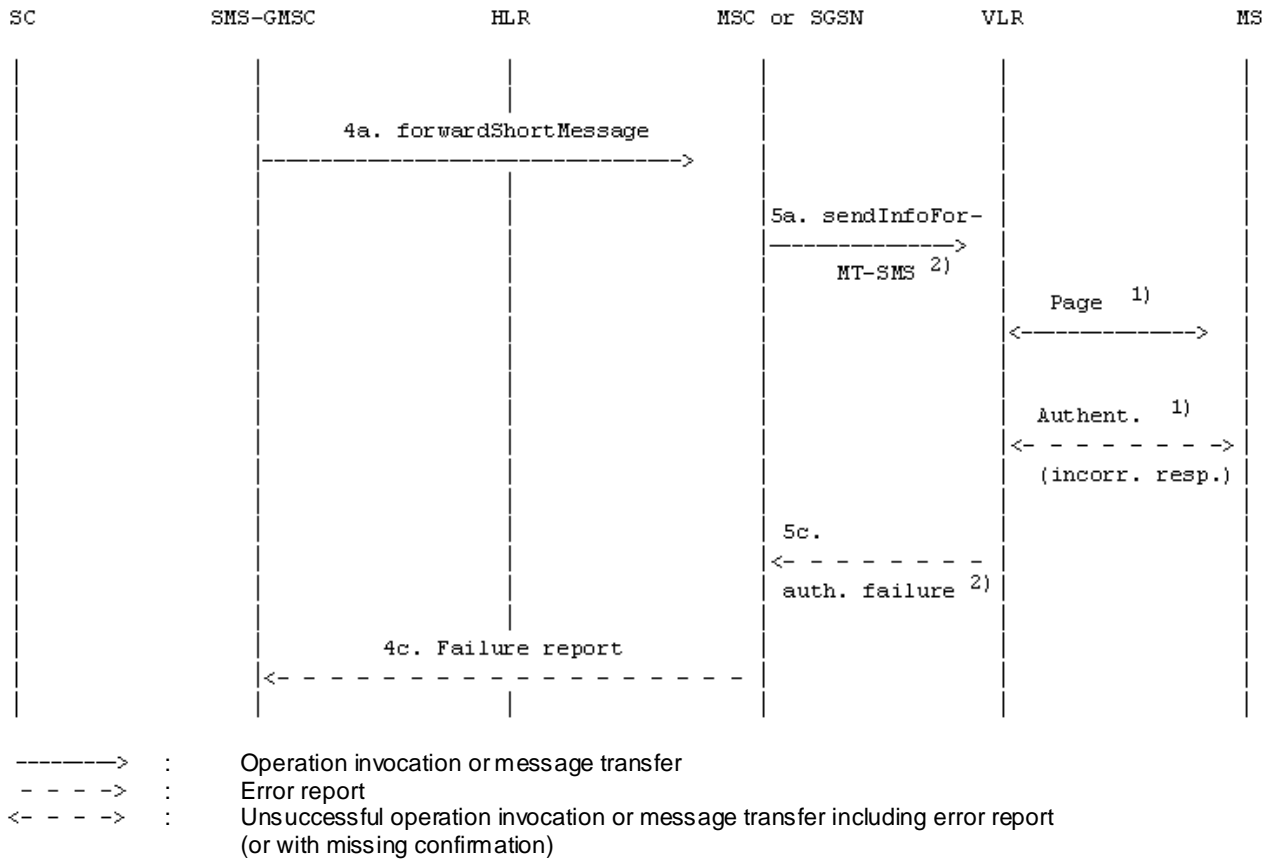 SC SMS-GMSC HLR MSC or SGSN VLR MS
4a. forwardShortMessage
5a. sendInfoFor-
MT-SMS 2)
Page 1)
Authent. 1)
(incorr. resp.)
5c.
auth. failure 2)
4c. Failure report
: Operation invocation or message transfer
: Error report
: Unsuccessful operation invocation or message transfer including error report
(or with missing confirmation)